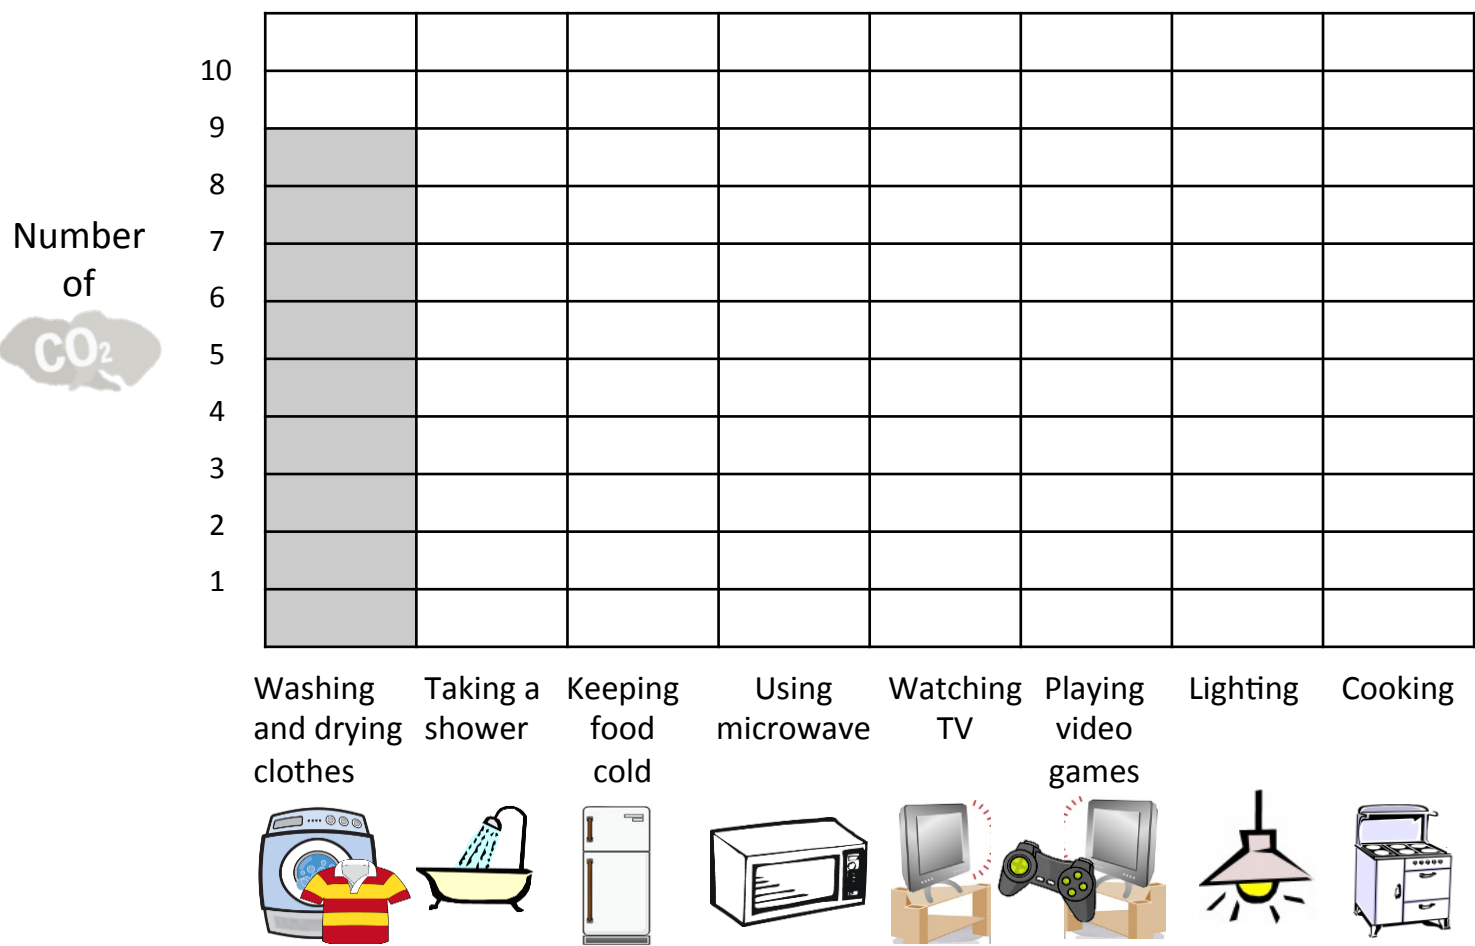 10
9
8
7
6
5
4
3
2
1
Number
of
CO2
Washing
and drying
clothes
Taking a
shower
Keeping
food
cold
Using
microwave
Watching
TV
Playing
video
games
Lighting
Cooking